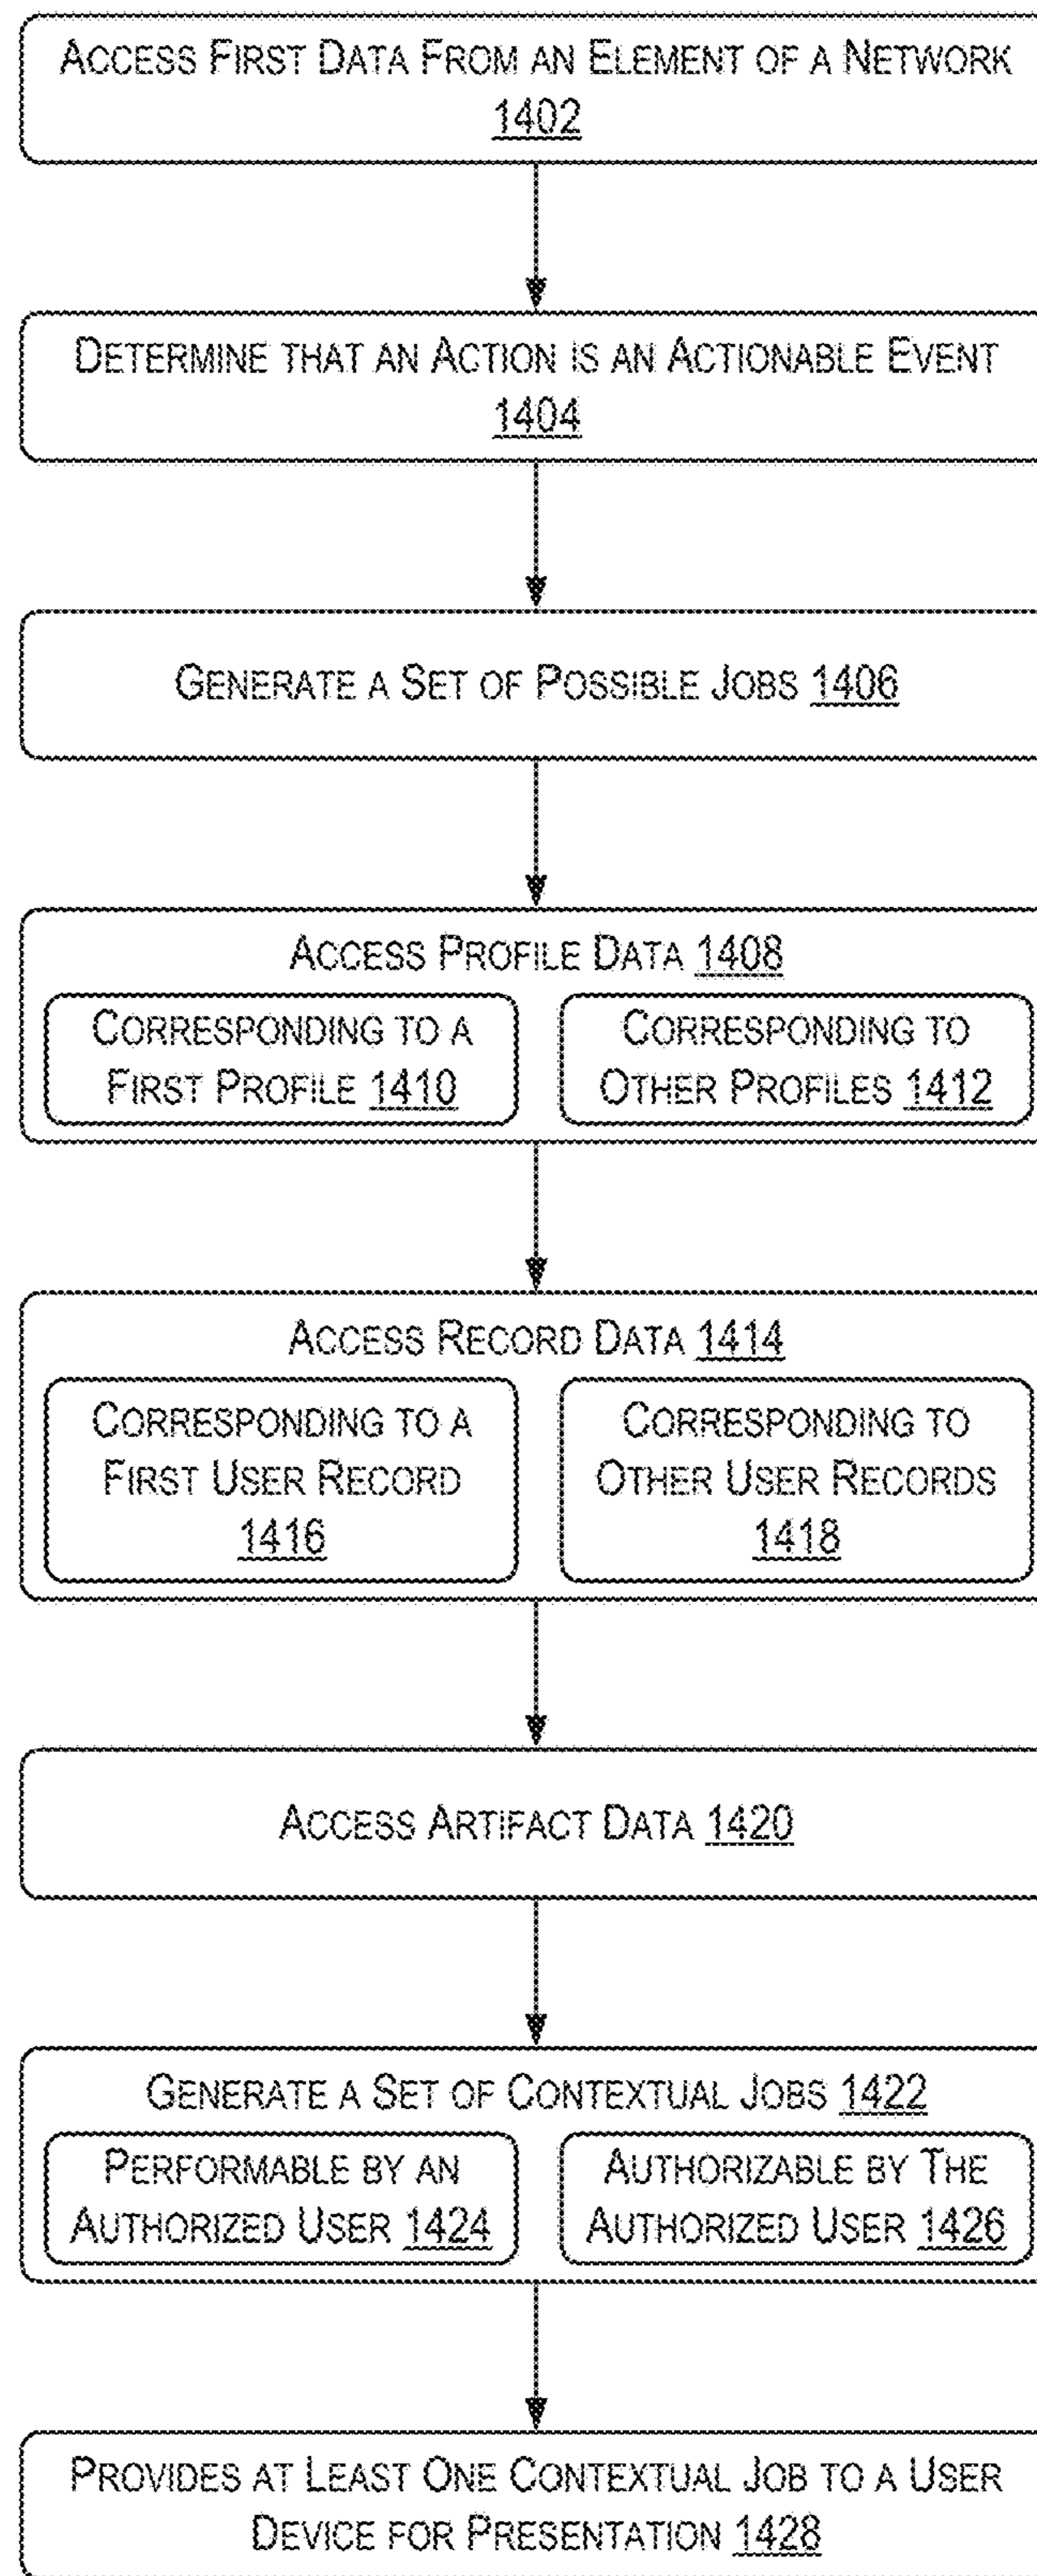 ACCESS FIRST DATA FROM AN ELEMENT OF A NETWORK
1402
DETERMINE THAT AN ACTION IS AN ACTIONABLE EVENT
1404
GENERATE A SET OF POSSIBLE JOBS 1406
ACCESS PROFILE DATA 1408
CORRESPONDING TO A
FIRST PROFILE 1410
CORRESPONDING TO
OTHER PROFILES 1412
ACCESS RECORD DATA 1414
CORRESPONDING TO A
FIRST USER RECORD
1416
CORRESPONDING TO
OTHER USER RECORDS
1418
ACCESS ARTIFACT DATA 1420
GENERATE A SET OF CONTEXTUAL JOBS 1422
PERFORMABLE BY AN
AUTHORIZED USER 1424
AUTHORIZABLE BY THE
AUTHORIZED USER 1426
PROVIDES AT LEAST ONE CONTEXTUAL JOB TO A USER
DEVICE FOR PRESENTATION 1428